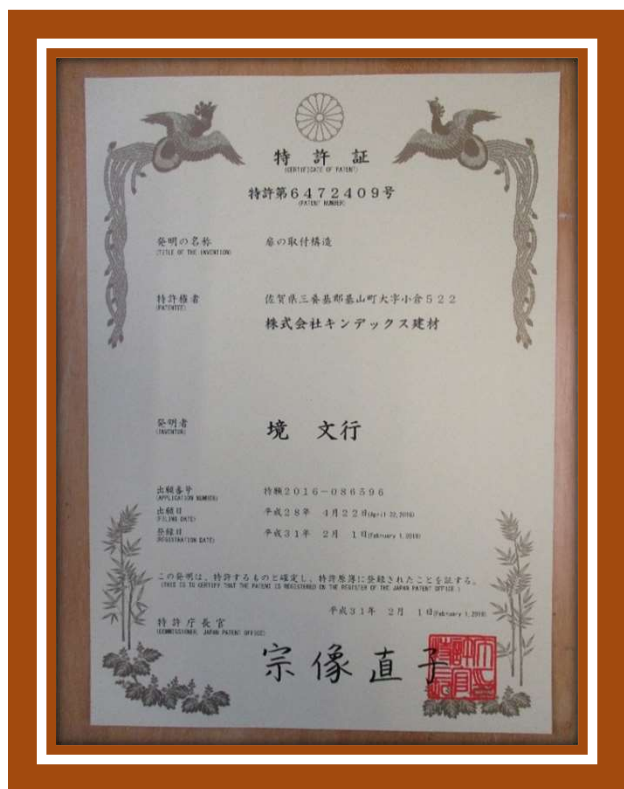 特許証
(CERTIFICATE OF PATENT)
特許第6472409号
(PATENT NUMBER)
発明の名称
(TITLE OF THE INVENTION)
扉の取付構造
特許権者
(PATENTEE)
佐賀県三養基郡基山町大字小倉522
株式会社キンデックス建材
発明者
(INVENTOR)
境 文行
出願番号
(APPLICATION NUMBER)
特願2016-086596
出願日
(FILING DATE)
平成28年 4月22日(April 22,2016)
登録日
(REGISTRATION DATE)
平成31年 2月 1日(February 1,2019)
この発明は、特許するものと確定し、特許原簿に登録されたことを証する。
(THIS IS TO CERTIFY THAT THE PATENT IS REGISTERED ON THE REGISTER OF THE JAPAN PATENT OFFICE.)
平成31年 2月 1日(February 1,2019)
特許庁長官
(COMMISSIONER, JAPAN PATENT OFFICE)
宗像直子